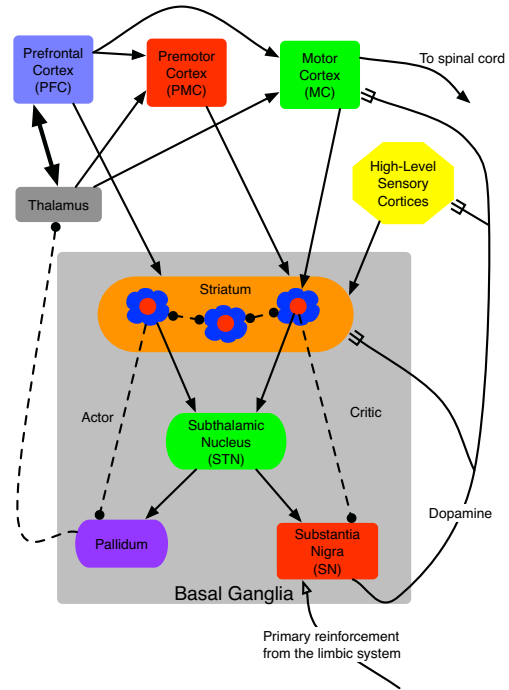 Prefrontal
Cortex
(PFC)
Premotor
Cortex
(PMC)
Motor
Cortex
(MC)
To spinal cord
High-Level
Sensory
Cortices
Thalamus
Striatum
Actor
Subthalamic
Nucleus
(STN)
Critic
Dopamine
Pallidum
Substantia
Nigra
(SN)
Basal Ganglia
Primary reinforcement
from the limbic system